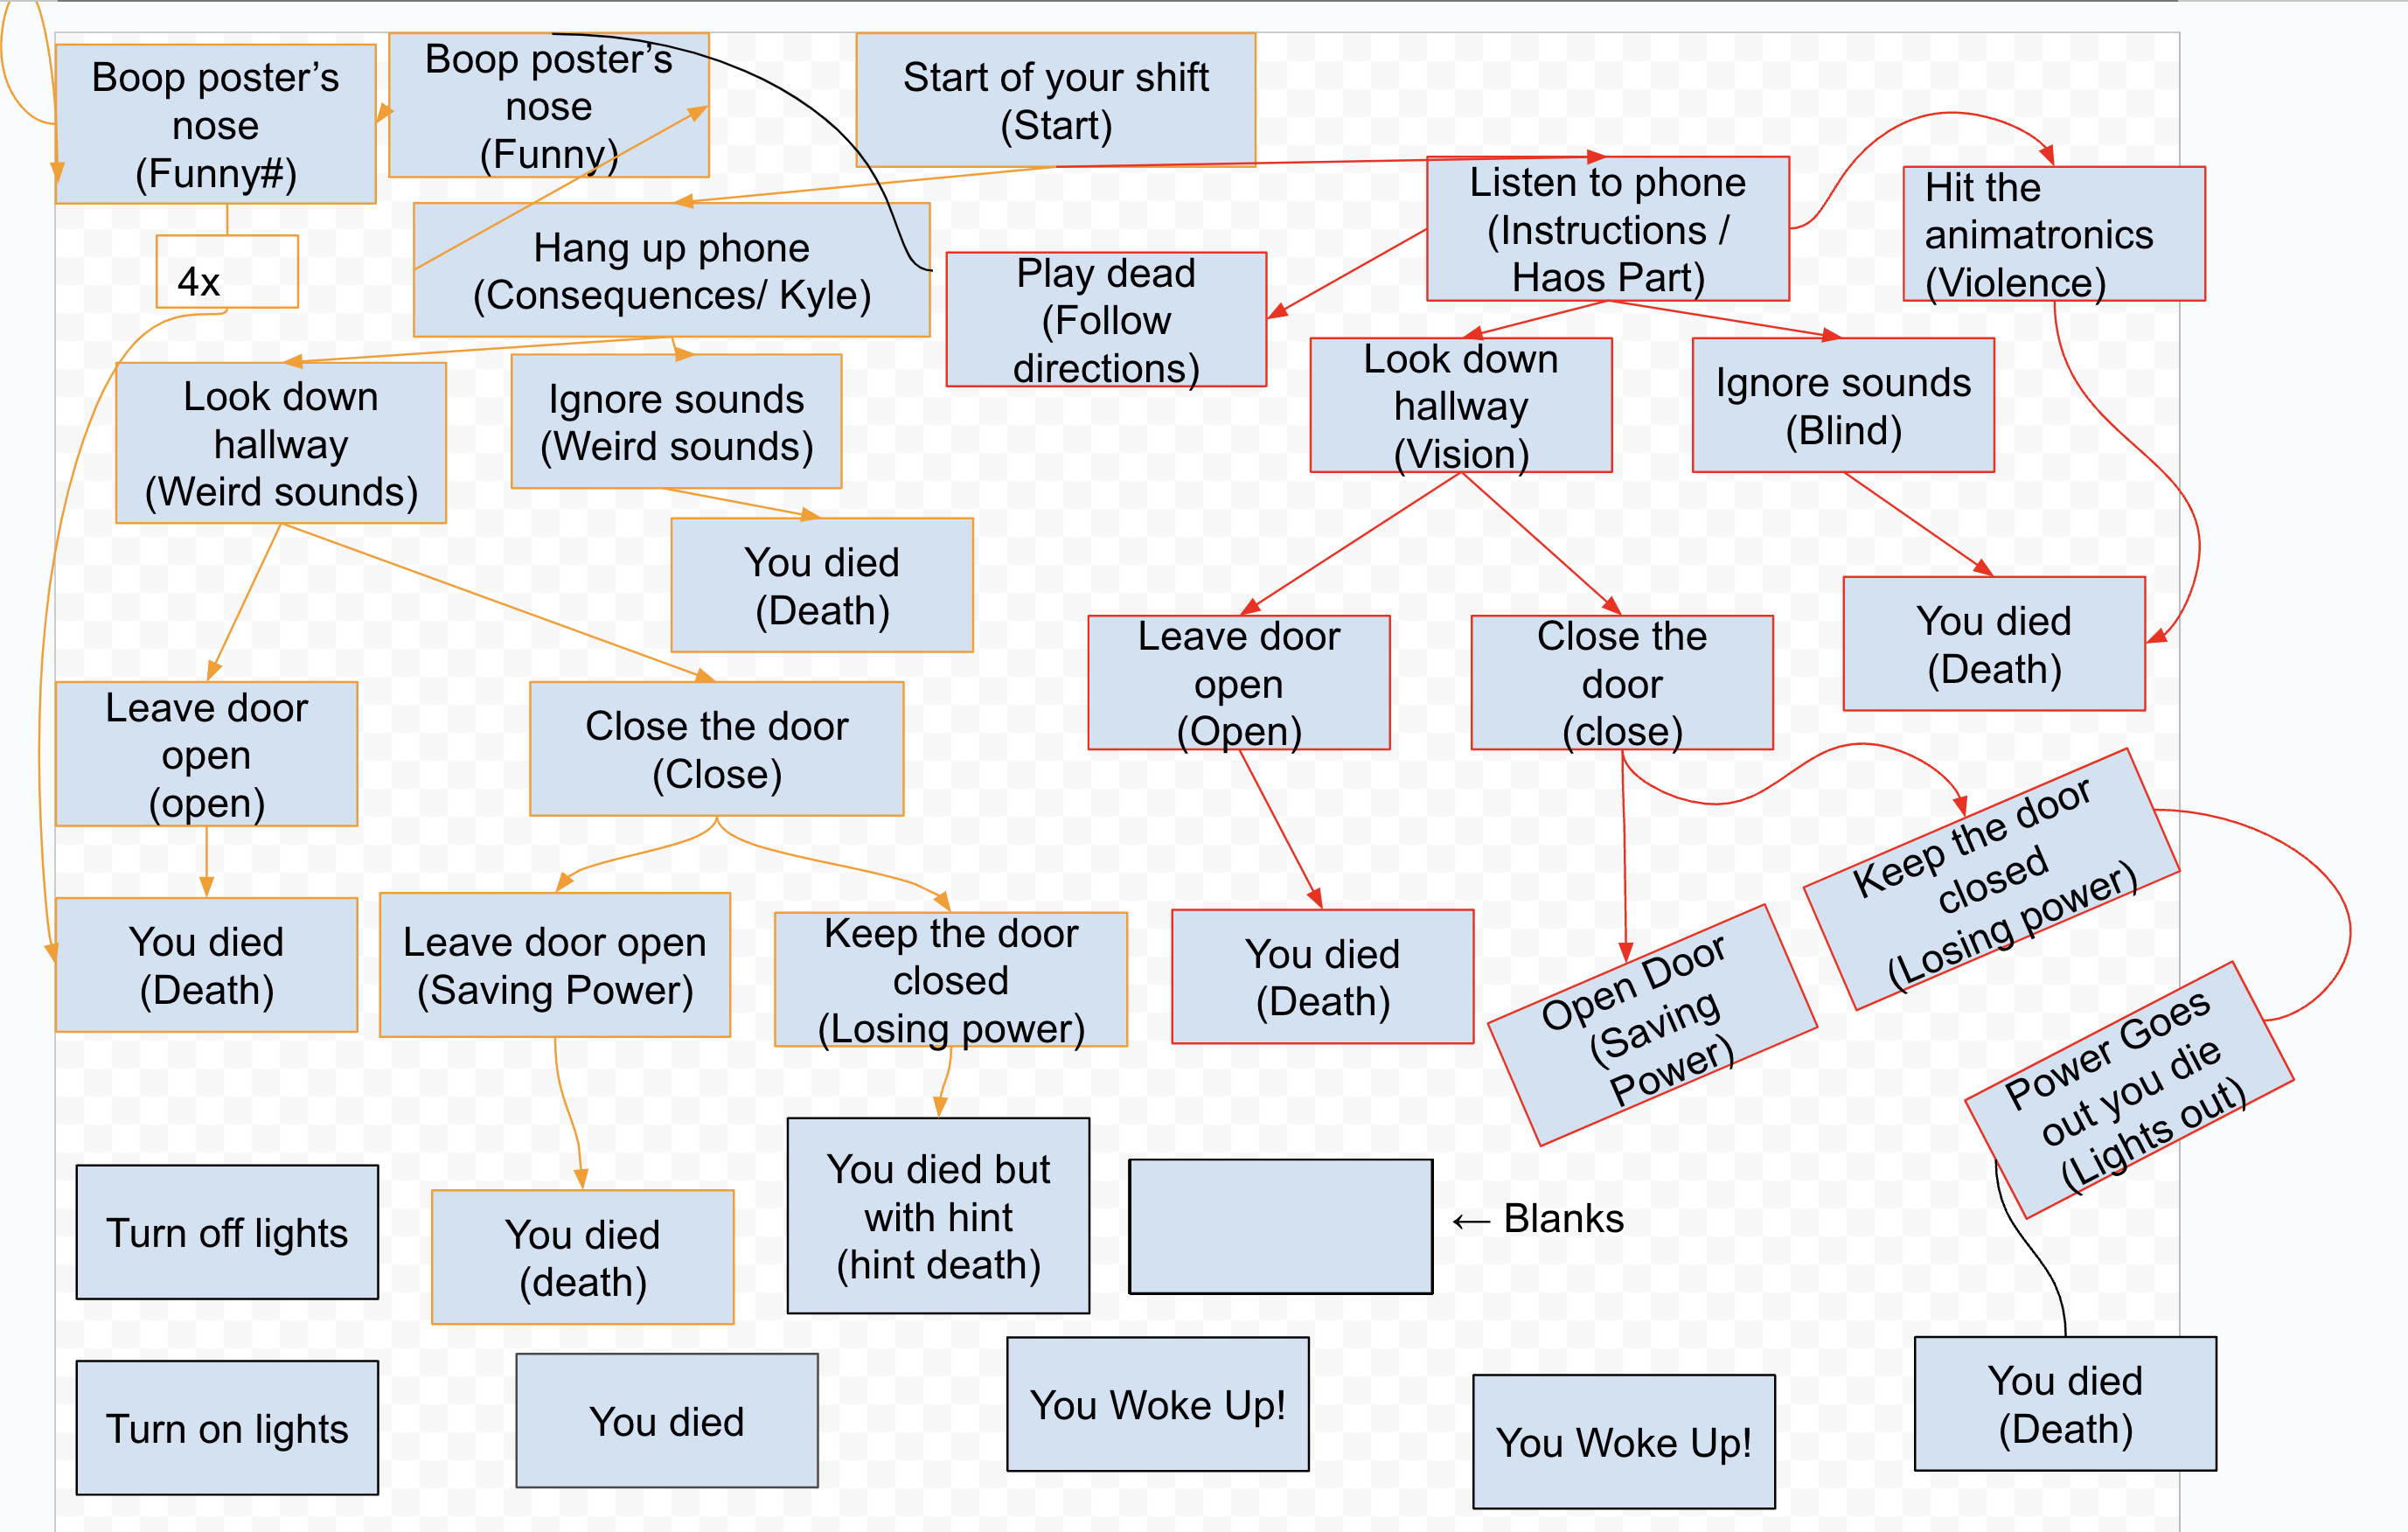 Boop poster’s
nose
(Funny#)
Boop poster’s
nose
(Funny)
Start of your shift
(Start)
4x
Hang up phone
(Consequences/ Kyle)
Play dead
(Follow
directions)
Listen to phone
(Instructions /
Haos Part)
Hit the
animatronics
(Violence)
Look down
hallway
(Weird sounds)
Ignore sounds
(Weird sounds)
Look down
hallway
(Vision)
Ignore sounds
(Blind)
You died
(Death)
Leave door
open
(open)
Close the door
(Close)
Leave door
open
(Open)
Close the
door
(close)
You died
(Death)
You died
(Death)
Leave door open
(Saving Power)
Keep the door
closed
(Losing power)
You died
(Death)
Open Door
(Saving
Power)
Keep the door
closed
(Losing power)
Power Goes
out you die
(Lights out)
Turn off lights
You died
(death)
You died but
with hint
(hint death)
← Blanks
Turn on lights
You died
You Woke Up!
You Woke Up!
You died
(Death)